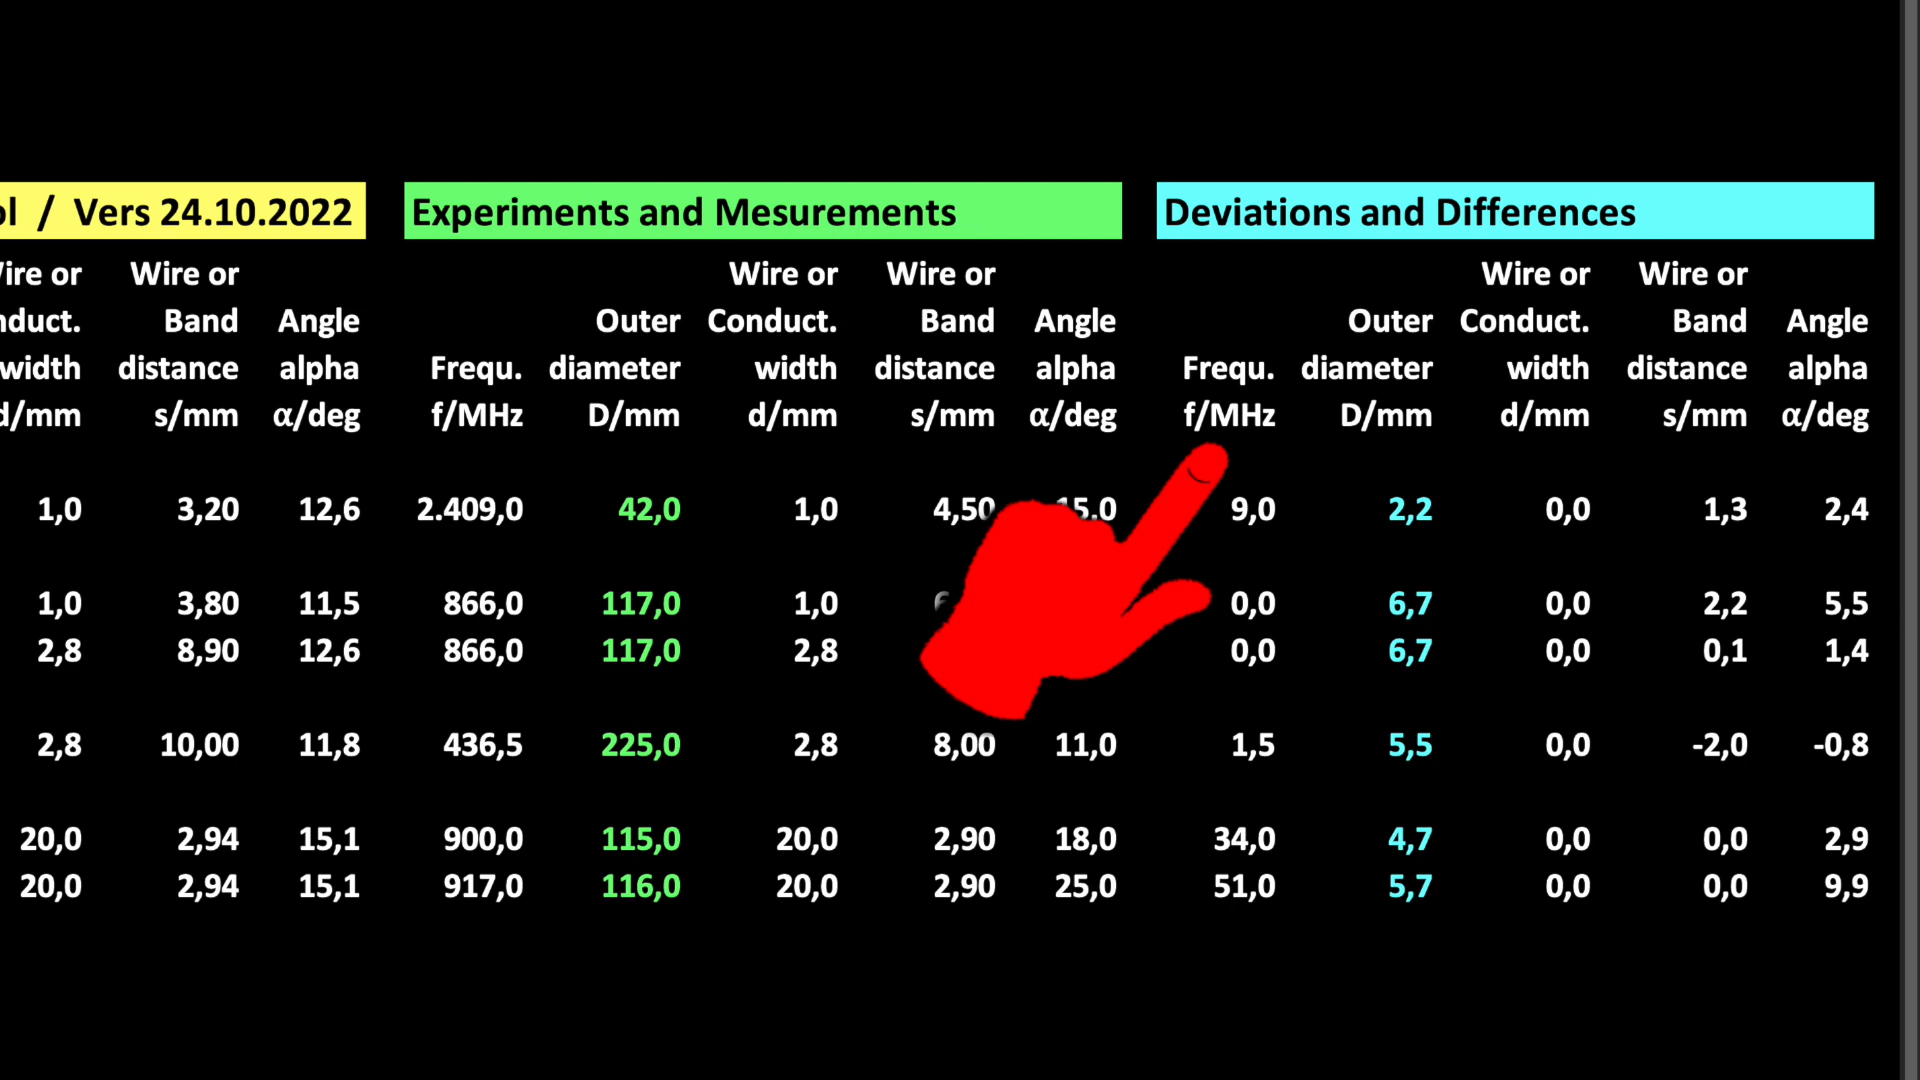 / Vers 24.10.2022 Experiments and Mesurements Deviations and Differences
Wire or Wire or Wire or Wire or Wire or
Band Angle Outer Conduct. Band Angle Outer Conduct. Band Angle
width distance alpha Frequ. diameter width distance alpha Frequ. diameter width distance alpha
d/mm s/mm α/deg f/MHz D/mm d/mm s/mm α/deg f/MHz D/mm d/mm s/mm α/deg
1,0 3,20 12,6 2.409,0 42,0 1,0 4,50 15,0 9,0 2,2 0,0 1,3 2,4
1,0 3,80 11,5 866,0 117,0 1,0 0,0 6,7 0,0 2,2 5,5
2,8 8,90 12,6 866,0 117,0 2,8 0,0 6,7 0,0 0,1 1,4
2,8 10,00 11,8 436,5 225,0 2,8 8,00 11,0 1,5 5,5 0,0 -2,0 -0,8
20,0 2,94 15,1 900,0 115,0 20,0 2,90 18,0 34,0 4,7 0,0 0,0 2,9
20,0 2,94 15,1 917,0 116,0 20,0 2,90 25,0 51,0 5,7 0,0 0,0 9,9